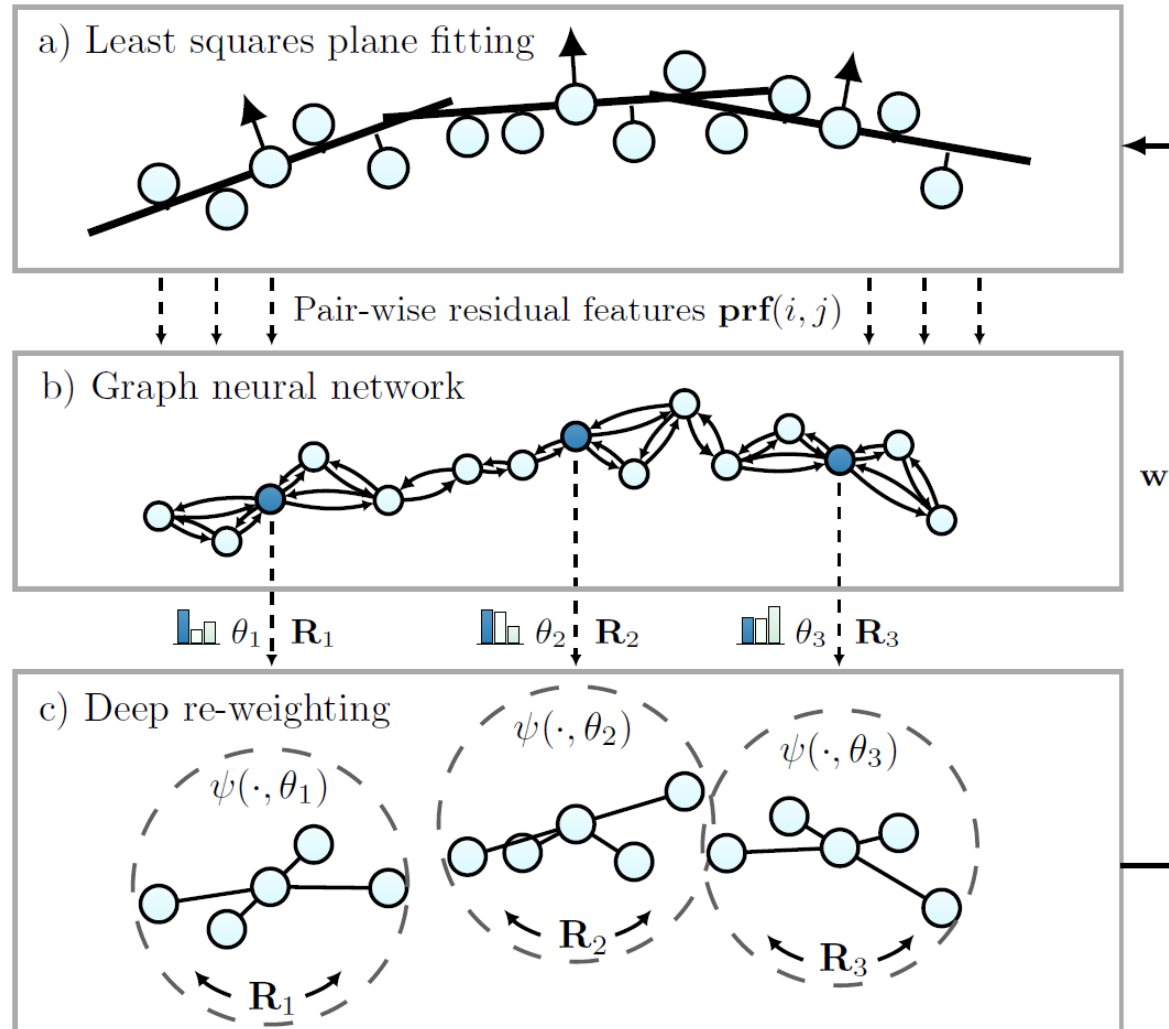 a) Least squares plane fitting
Pair-wise residual features prf(i, j)
b) Graph neural network
w
θ₁ R₁ θ₂ R₂ θ₃ R₃
c) Deep re-weighting
ψ(·, θ₁) ψ(·, θ₂) ψ(·, θ₃)
R₁ R₂ R₃